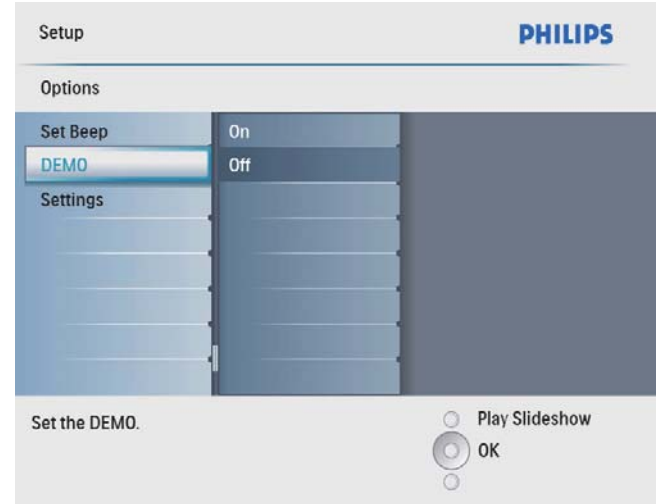 Setup
PHILIPS
Options
Set Beep
On
DEMO
Off
Settings
Set the DEMO.
Play Slideshow
OK